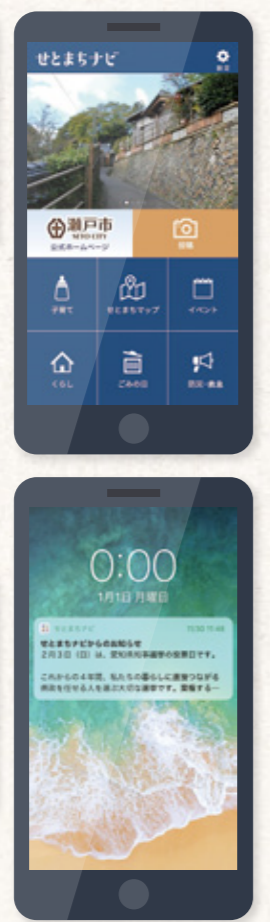 せとまちナビ
設定
瀬戸市
SETO CITY
公式ホームページ
投稿
子育て
せとまちマップ
イベント
くらし
ごみの日
防災・救急
0:00
1月1日 月曜日
せとまちナビ
せとまちナビからのお知らせ
2月3日(日)は、愛知県知事選挙の投票日です。
これからの4年間、私たちの暮らしに直接つながる
県政を任せる人を選ぶ大切な選挙です。棄権する…